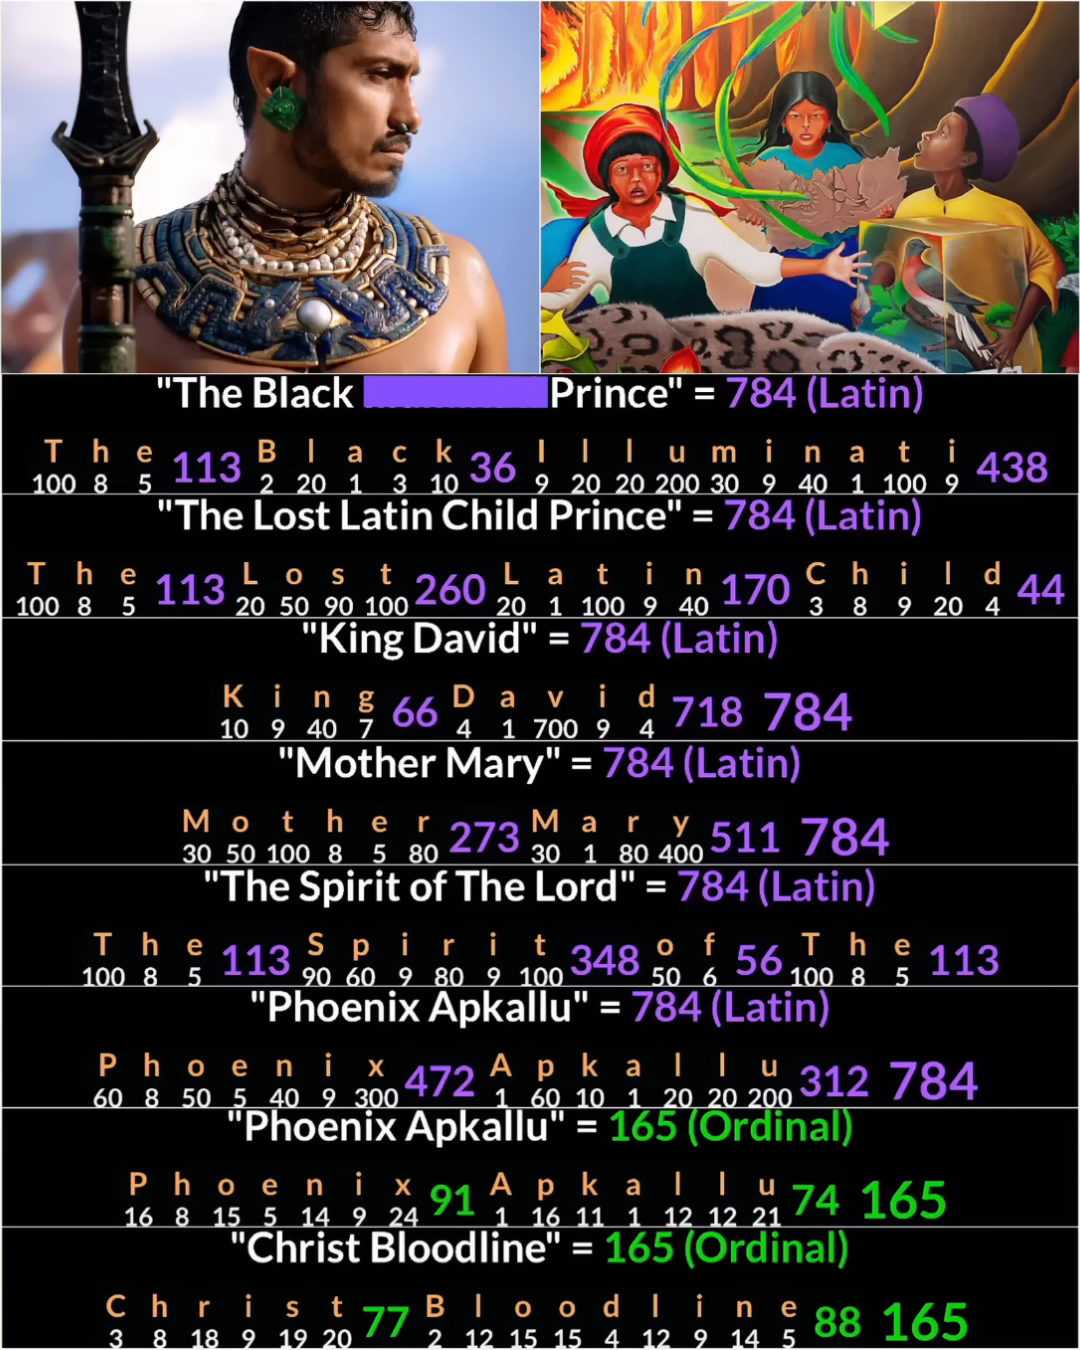 "The Black Prince" = 784 (Latin)
T h e 113 B l a c k 36 I l l u m i n a t i 438
100 8 5 2 20 1 3 10 9 20 20 200 30 9 40 1 100 9
"The Lost Latin Child Prince" = 784 (Latin)
T h e 113 L o s t 260 L a t i n 170 C h i l d 44
100 8 5 20 50 90 100 20 1 100 9 40 3 8 9 20 4
"King David" = 784 (Latin)
K i n g 66 D a v i d 718 784
10 9 40 7 4 1 700 9 4
"Mother Mary" = 784 (Latin)
M o t h e r 273 M a r y 511 784
30 50 100 8 5 80 30 1 80 400
"The Spirit of The Lord" = 784 (Latin)
T h e 113 S p i r i t 348 o f 56 T h e 113
100 8 5 90 60 9 80 9 100 50 6 100 8 5
"Phoenix Apkallu" = 784 (Latin)
P h o e n i x 472 A p k a l l u 312 784
60 8 50 5 40 9 300 1 60 10 1 20 20 200
"Phoenix Apkallu" = 165 (Ordinal)
P h o e n i x 91 A p k a l l u 74 165
16 8 15 5 14 9 24 1 16 11 1 12 12 21
"Christ Bloodline" = 165 (Ordinal)
C h r i s t 77 B l o o d l i n e 88 165
3 8 18 9 19 20 2 12 15 15 4 12 9 14 5